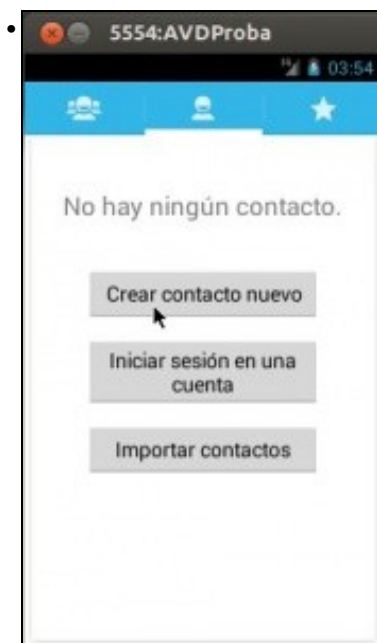 5554:AVDProba
03:54
No hay ningún contacto.
Crear contacto nuevo
Iniciar sesión en una
cuenta
Importar contactos